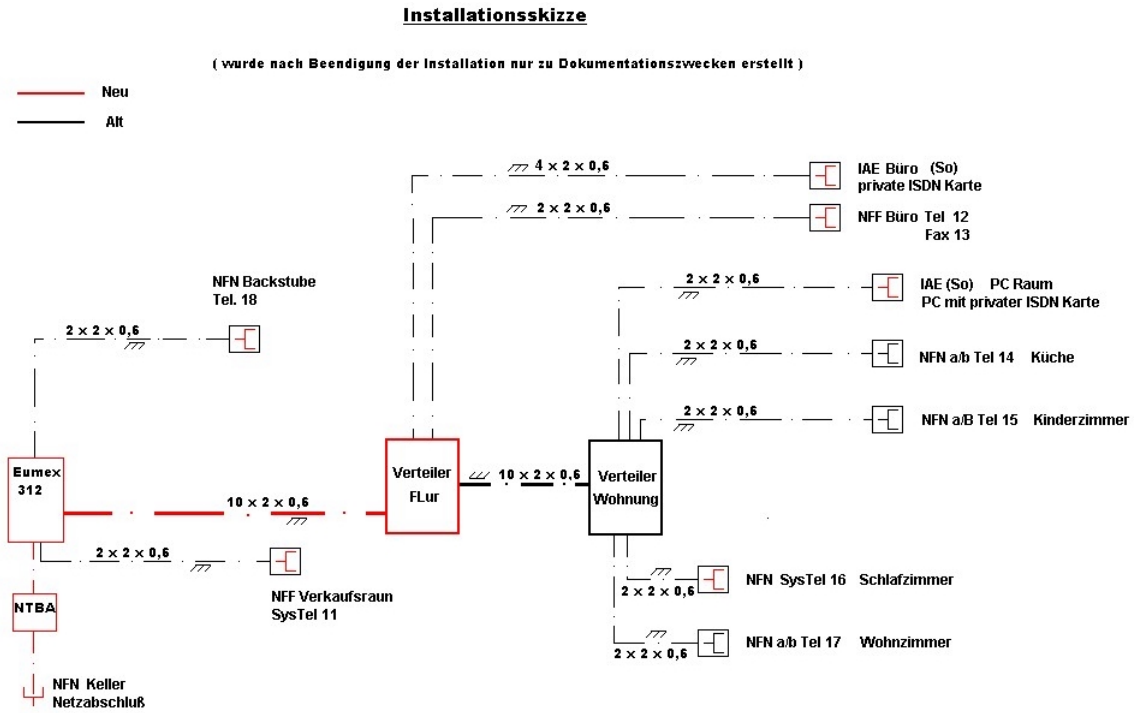 Installationsskizze
( wurde nach Beendigung der Installation nur zu Dokumentationszwecken erstellt )
Neu
Alt
4 x 2 x 0,6
IAE Büro (So)
private ISDN Karte
2 x 2 x 0,6
NFF Büro Tel 12
Fax 13
NFN Backstube
Tel. 18
2 x 2 x 0,6
2 x 2 x 0,6
IAE (So) PC Raum
PC mit privater ISDN Karte
2 x 2 x 0,6
NFN a/b Tel 14 Küche
2 x 2 x 0,6
NFN a/B Tel 15 Kinderzimmer
Eumex
312
10 x 2 x 0,6
Verteiler
FLur
10 x 2 x 0,6
Verteiler
Wohnung
2 x 2 x 0,6
NFF Verkaufsraun
SysTel 11
NTBA
NFN Keller
Netzabschluß
2 x 2 x 0,6
NFN SysTel 16 Schlafzimmer
2 x 2 x 0,6
NFN a/b Tel 17 Wohnzimmer